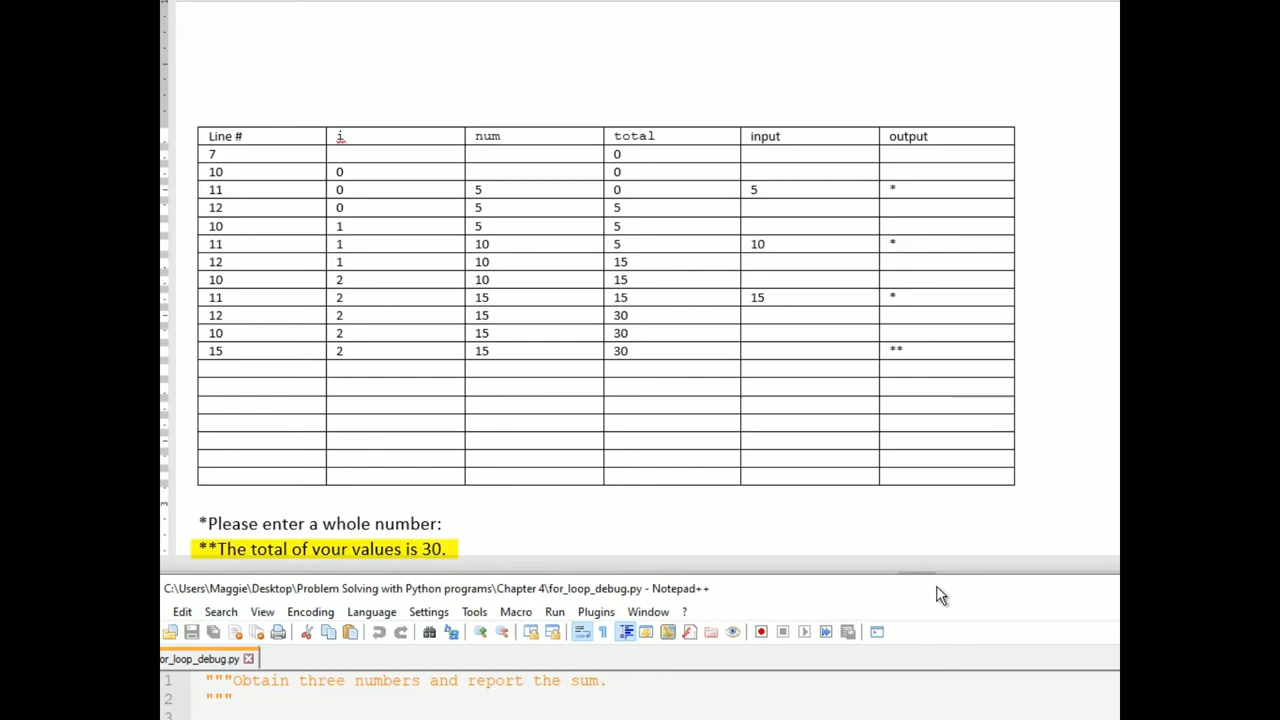 Line # i num total input output
7 0
10 0 0
11 0 5 0 5 *
12 0 5 5
10 1 5 5
11 1 10 5 10 *
12 1 10 15
10 2 10 15
11 2 15 15 15 *
12 2 15 30
10 2 15 30
15 2 15 30 **
*Please enter a whole number:
**The total of your values is 30.
C:\Users\Maggie\Desktop\Problem Solving with Python programs\Chapter 4\for_loop_debug.py - Notepad++
Edit Search View Encoding Language Settings Tools Macro Run Plugins Window ?
or_loop_debug.py
1 """Obtain three numbers and report the sum.
2 """
3